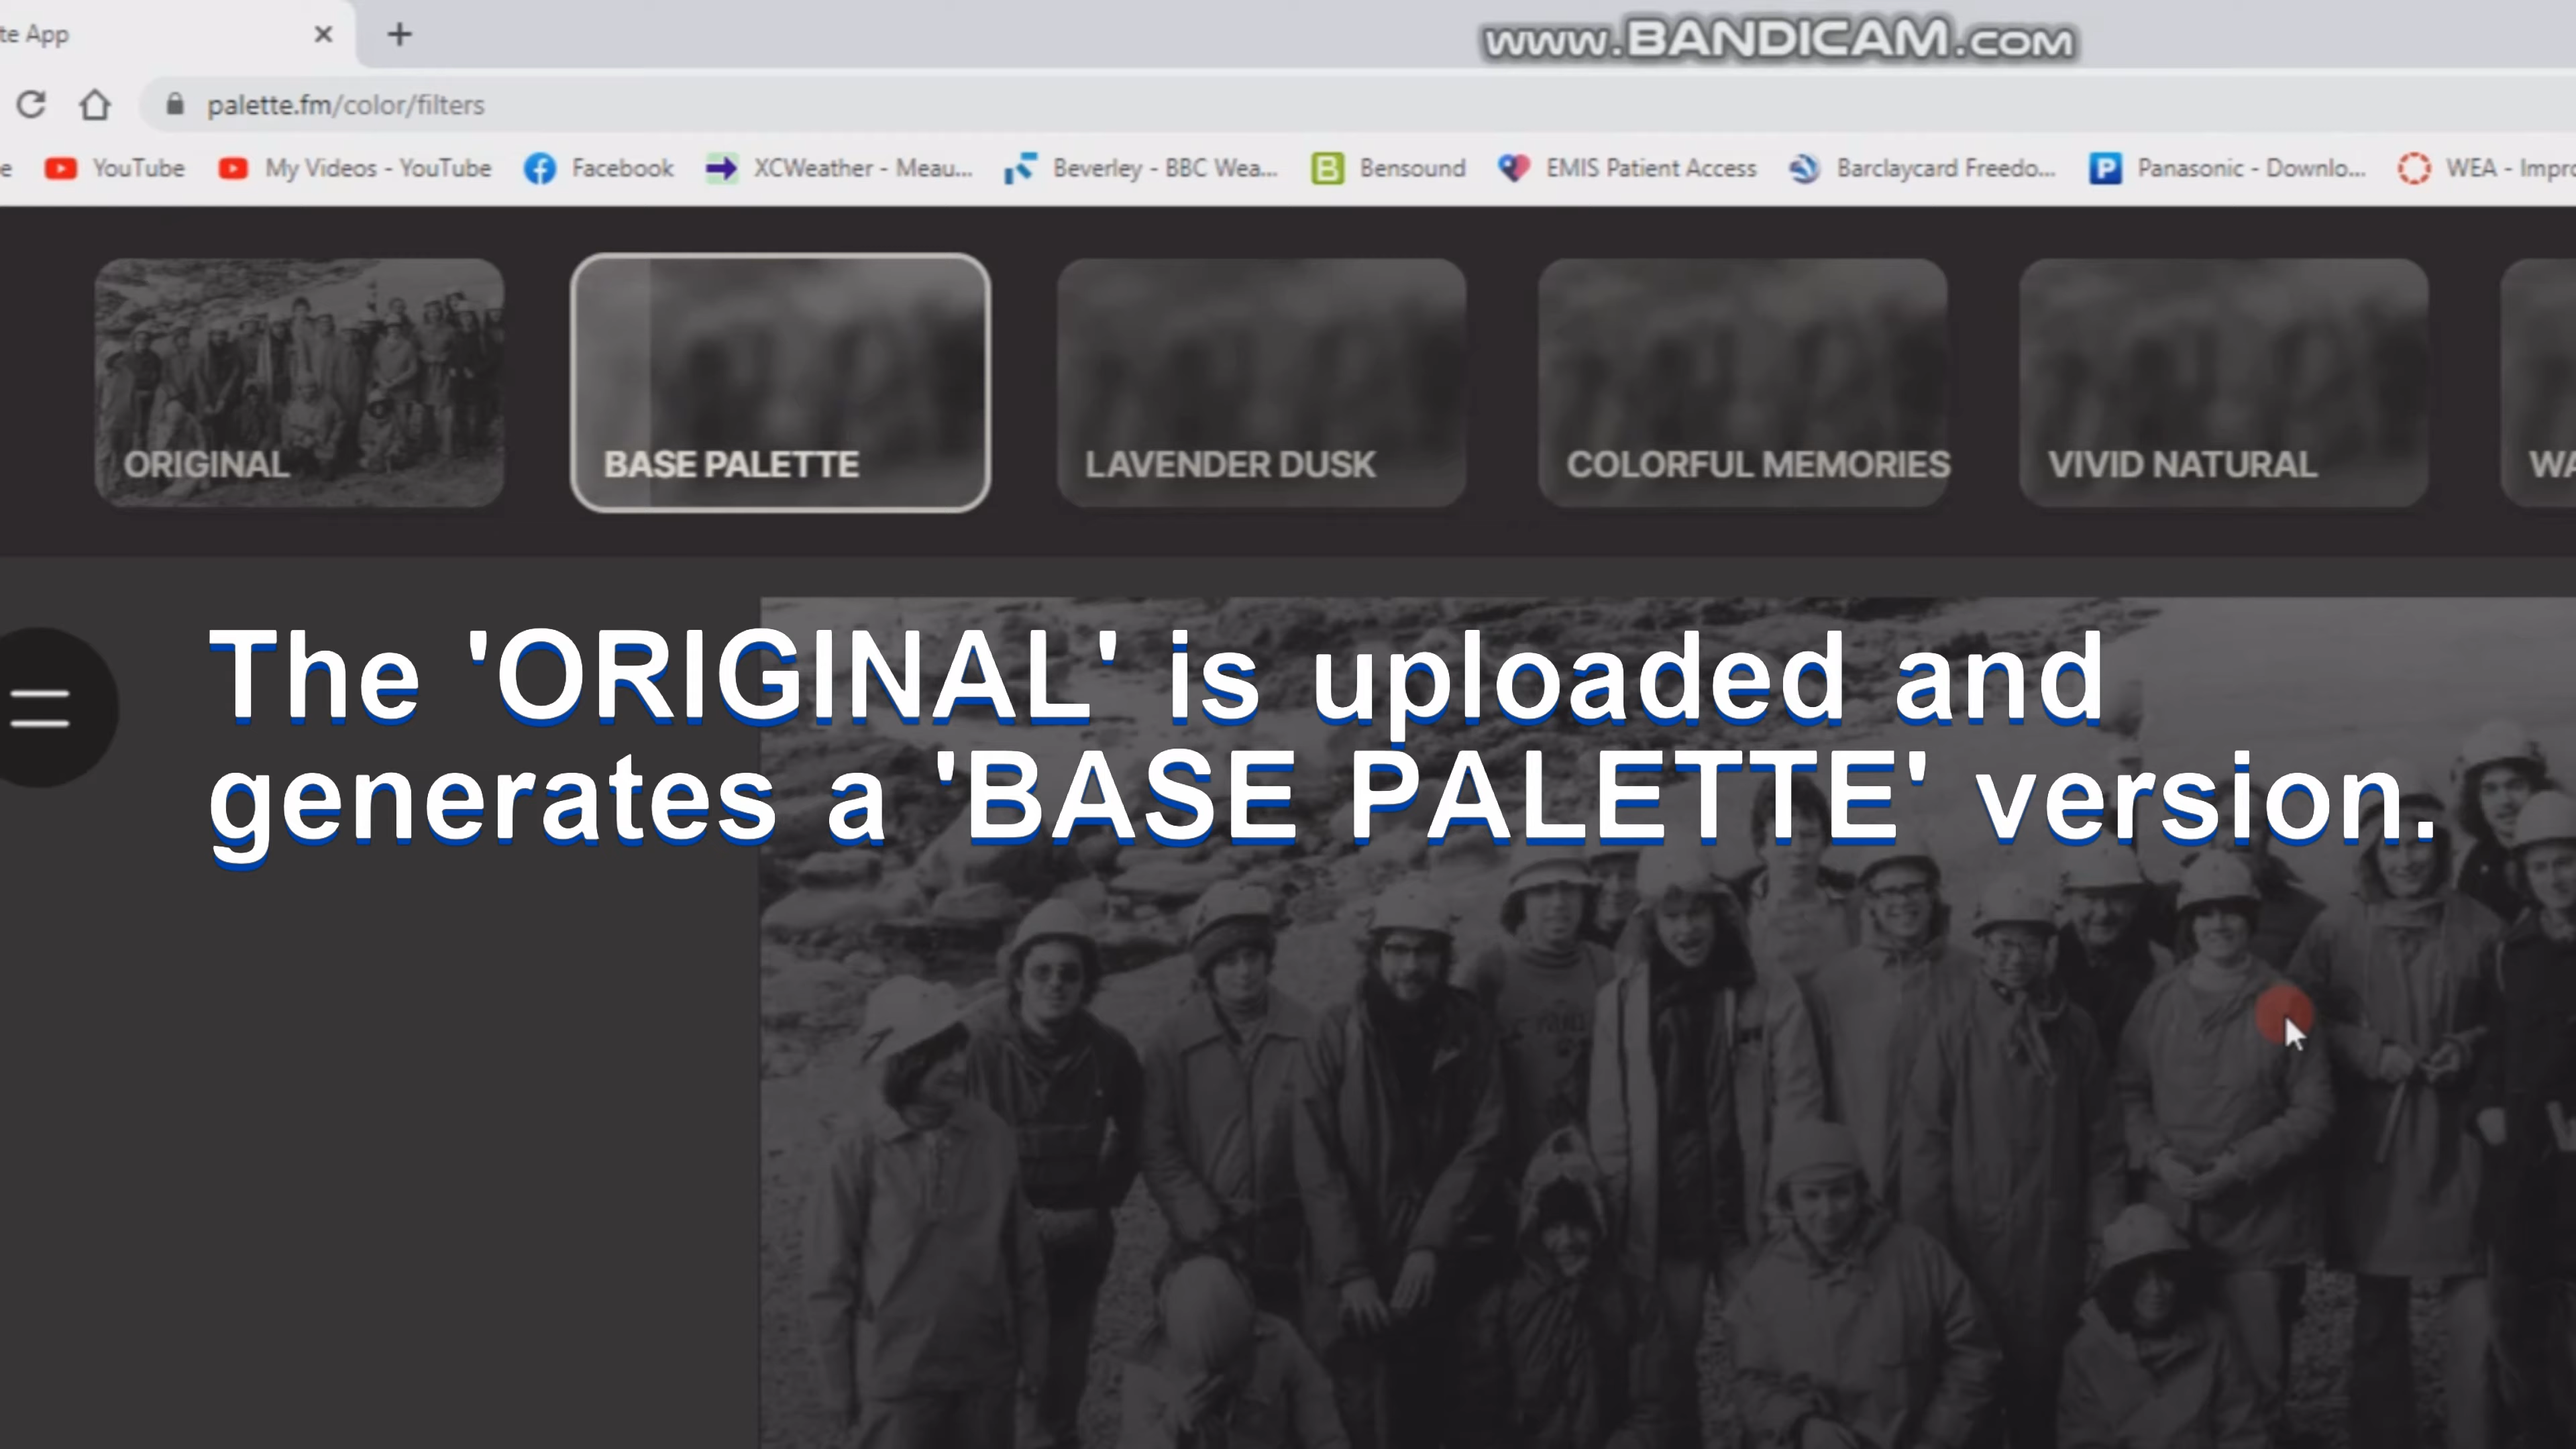 te App
www.BANDICAM.com
palette.fm/color/filters
e YouTube My Videos - YouTube Facebook XCWeather - Meau... Beverley - BBC Wea... Bensound EMIS Patient Access Barclaycard Freedo... Panasonic - Downlo... WEA - Impro
ORIGINAL BASE PALETTE LAVENDER DUSK COLORFUL MEMORIES VIVID NATURAL WA
The 'ORIGINAL' is uploaded and
generates a 'BASE PALETTE' version.